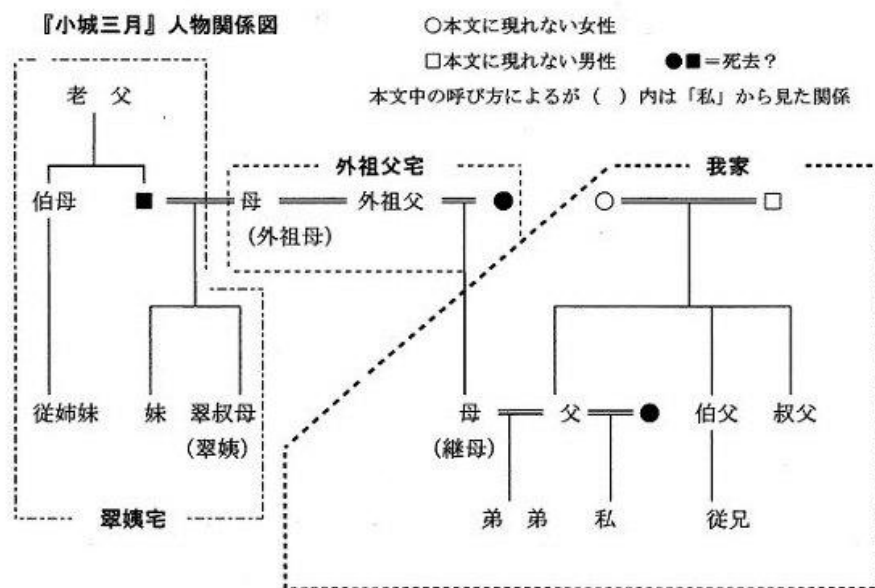 『小城三月』人物関係図
○本文に現れない女性
□本文に現れない男性 ●■=死去?
本文中の呼び方によるが( )内は「私」から見た関係
老父
外祖父宅
我家
伯母 ■ 母 外祖父 ● ○ □
(外祖母)
従姉妹 妹 翠叔母 母 父 ● 伯父 叔父
(翠姨) (継母)
翠姨宅
弟 弟 私 従兄